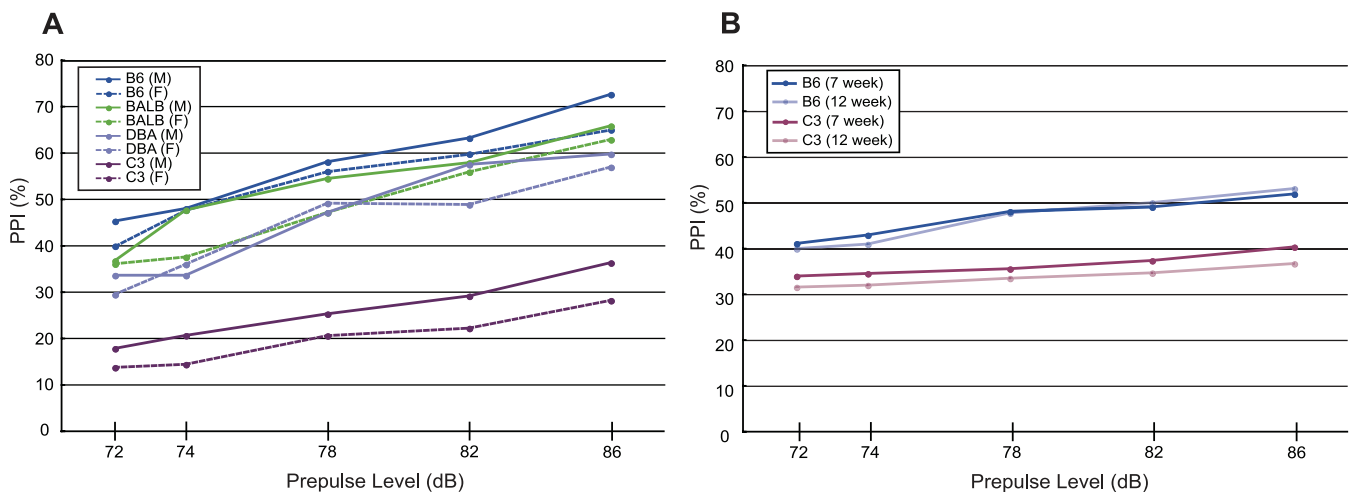 A
80
70
60
50
40
30
20
10
0
PPI (%)
B6 (M)
B6 (F)
BALB (M)
BALB (F)
DBA (M)
DBA (F)
C3 (M)
C3 (F)
72 74 78 82 86
Prepulse Level (dB)
B
80
70
60
50
40
30
20
10
0
PPI (%)
B6 (7 week)
B6 (12 week)
C3 (7 week)
C3 (12 week)
72 74 78 82 86
Prepulse Level (dB)